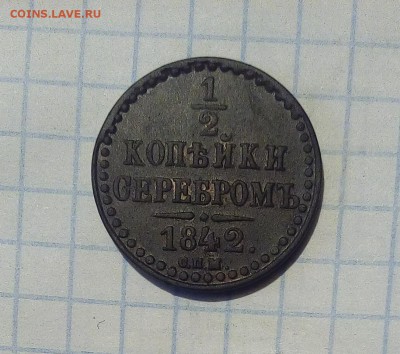 COINS.LAVE.RU
1
2
КОПѢЙКИ
СЕРЕБРОМЪ
1842.
С.П.М.